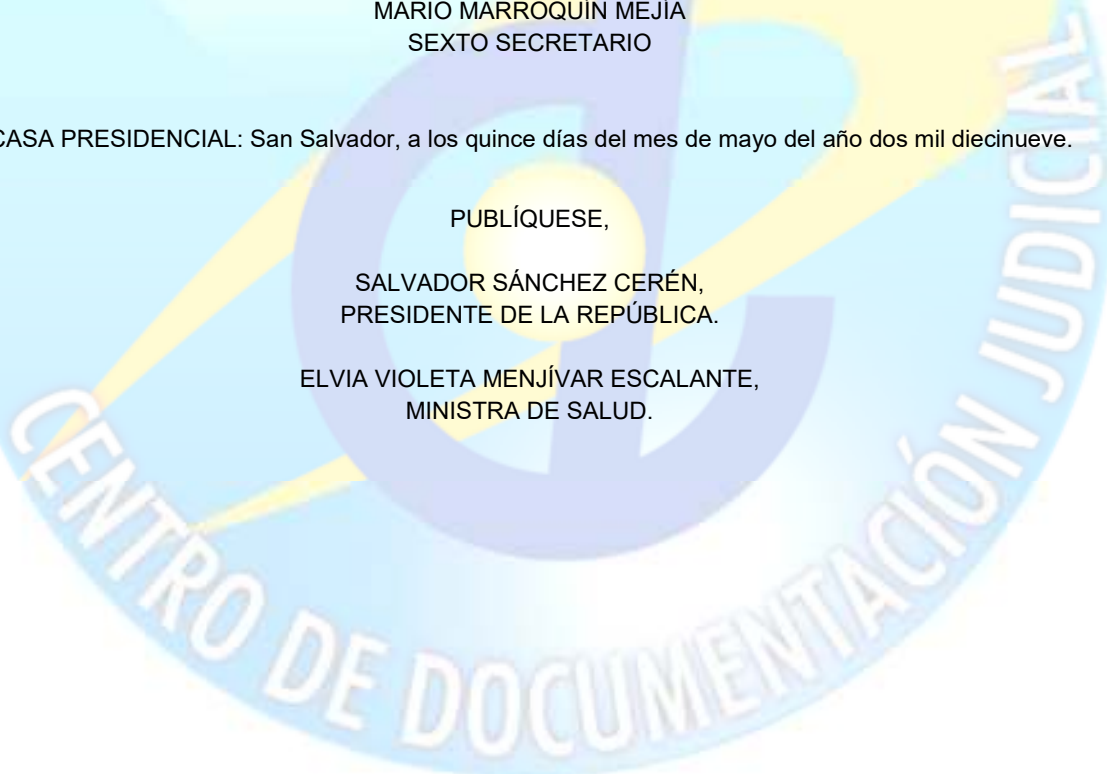 MARIO MARROQUÍN MEJÍA
SEXTO SECRETARIO
CASA PRESIDENCIAL: San Salvador, a los quince días del mes de mayo del año dos mil diecinueve.
PUBLÍQUESE,
SALVADOR SÁNCHEZ CERÉN,
PRESIDENTE DE LA REPÚBLICA.
ELVIA VIOLETA MENJÍVAR ESCALANTE,
MINISTRA DE SALUD.
CENTRO DE DOCUMENTACIÓN JUDICIAL